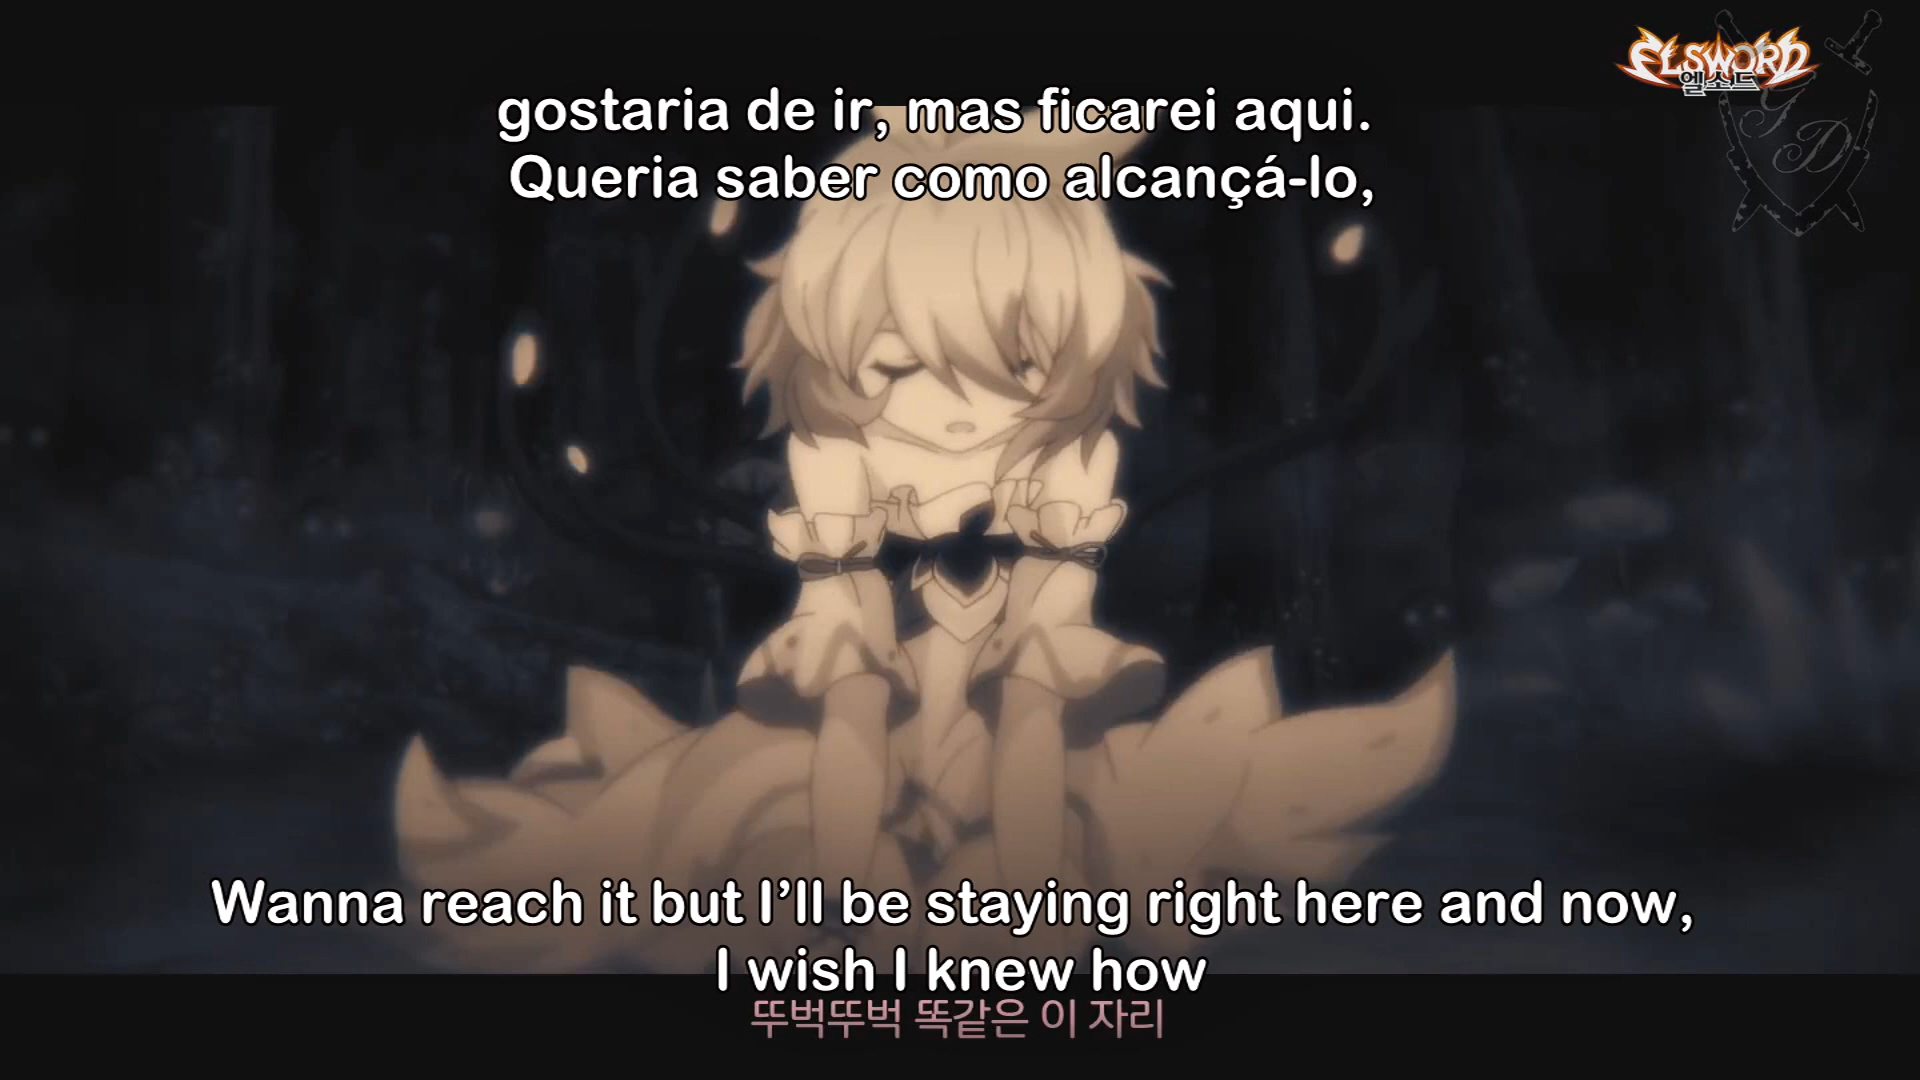 ELSWORD
엘소드
G
D
gostaria de ir, mas ficarei aqui.
Queria saber como alcançá-lo,
Wanna reach it but I’ll be staying right here and now,
I wish I knew how
뚜벅뚜벅 똑같은 이 자리